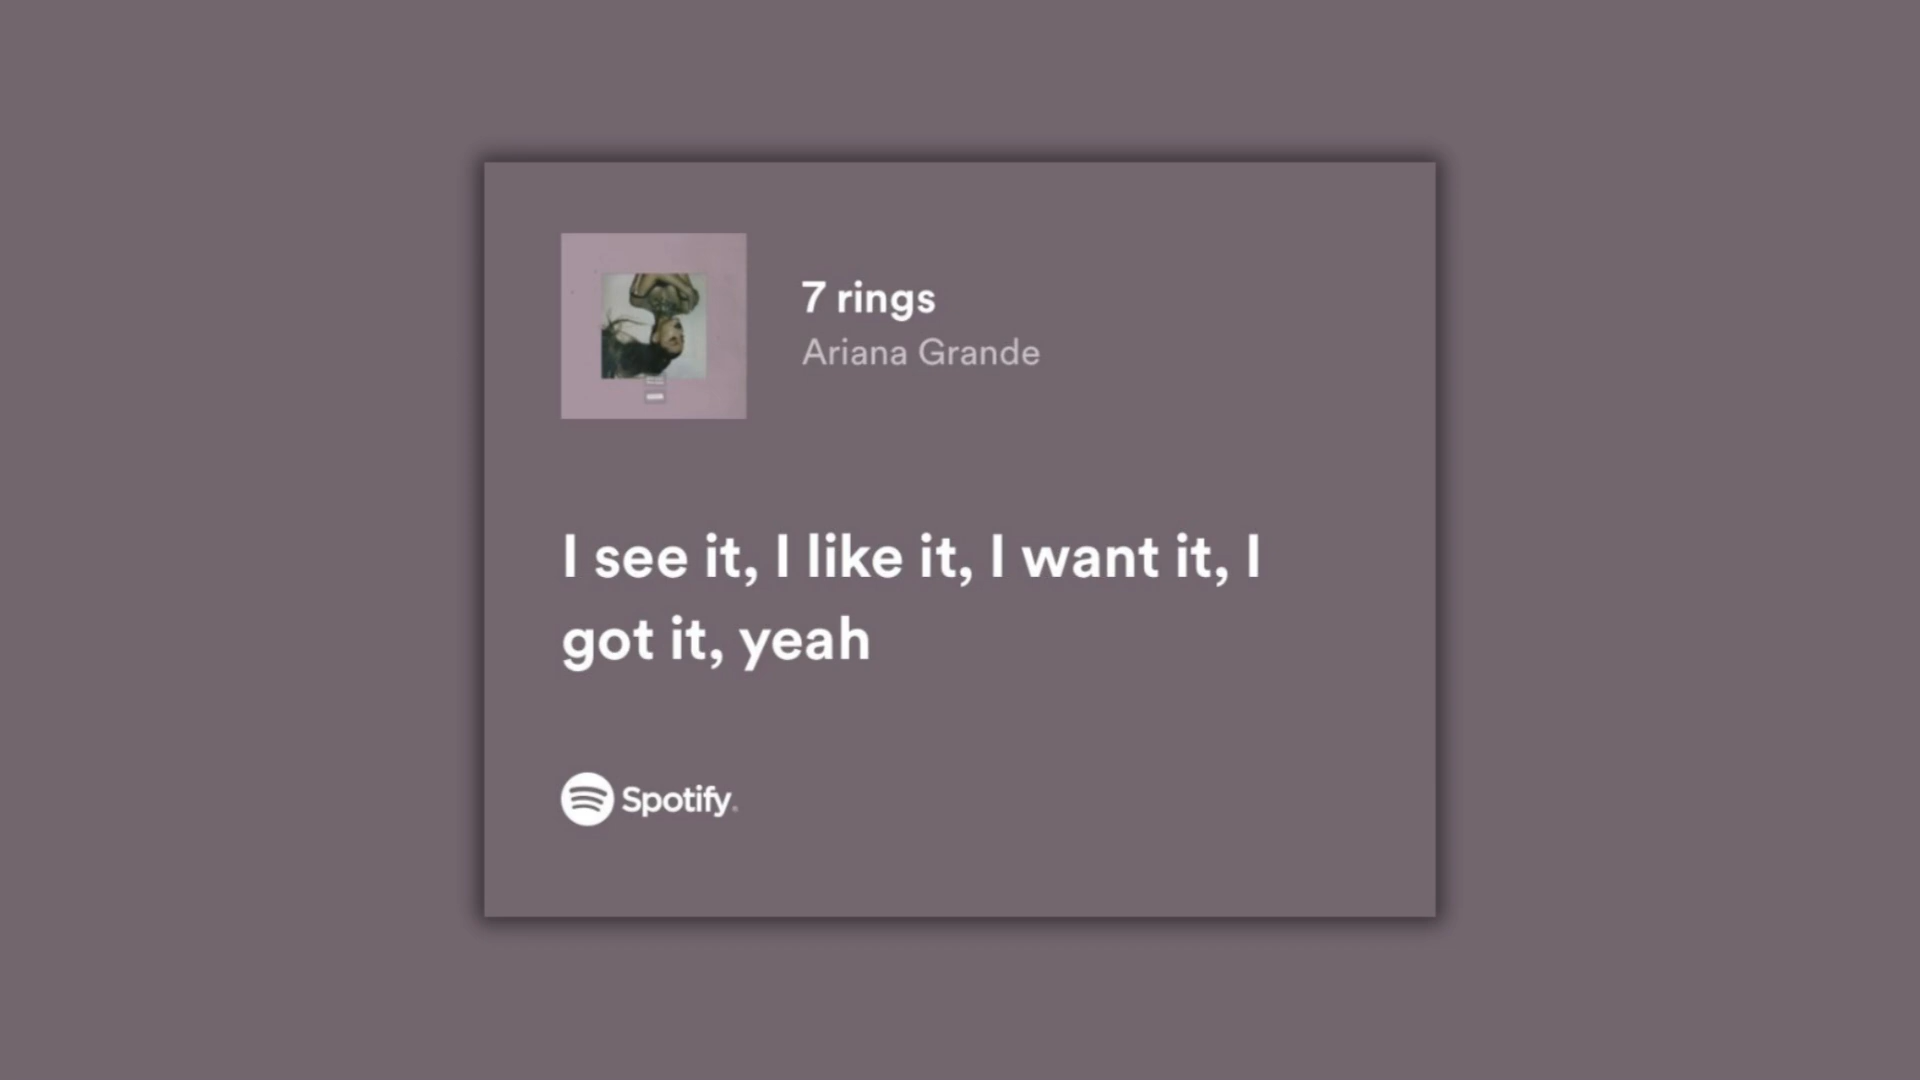 7 rings
Ariana Grande
I see it, I like it, I want it, I
got it, yeah
Spotify